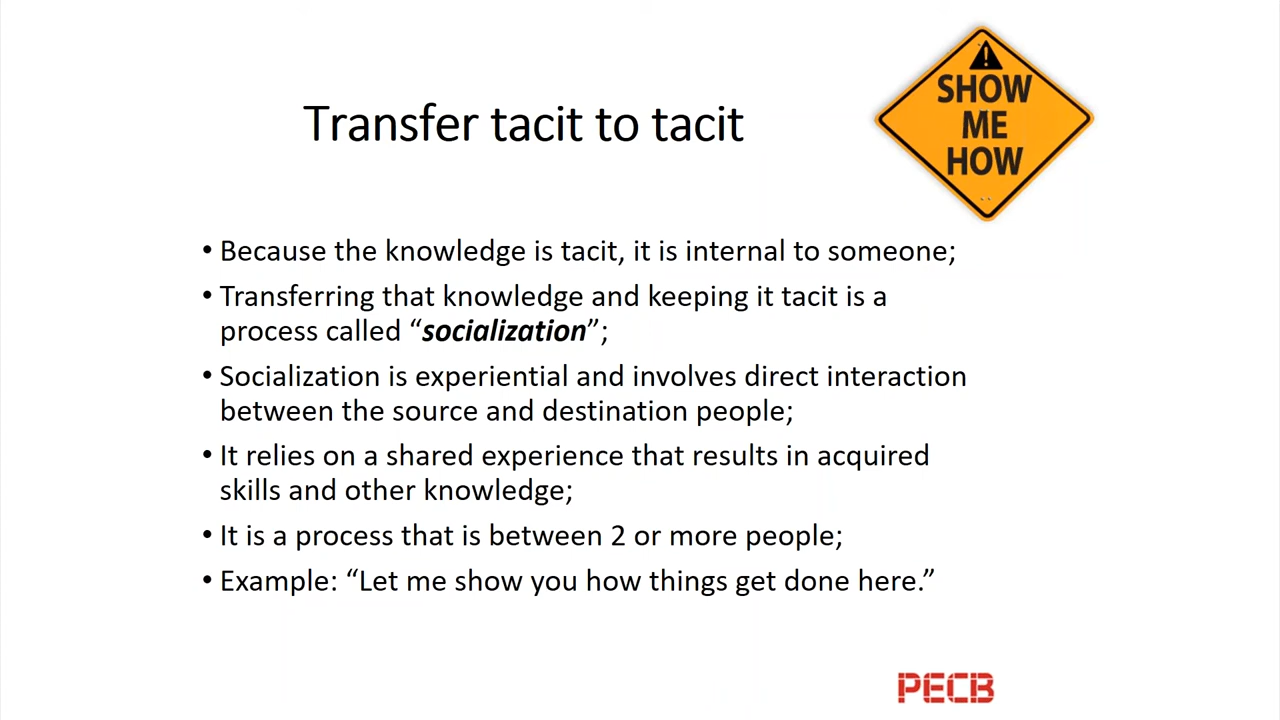 Transfer tacit to tacit
SHOW
ME
HOW
• Because the knowledge is tacit, it is internal to someone;
• Transferring that knowledge and keeping it tacit is a
process called “socialization”;
• Socialization is experiential and involves direct interaction
between the source and destination people;
• It relies on a shared experience that results in acquired
skills and other knowledge;
• It is a process that is between 2 or more people;
• Example: “Let me show you how things get done here.”
PECB